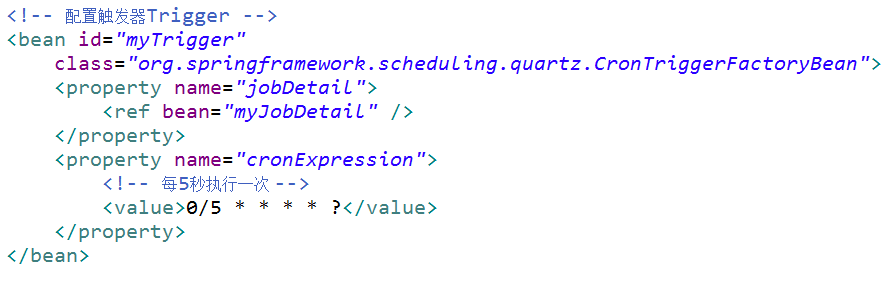 <!-- 配置触发器Trigger -->
<bean id="myTrigger"
    class="org.springframework.scheduling.quartz.CronTriggerFactoryBean">
    <property name="jobDetail">
        <ref bean="myJobDetail" />
    </property>
    <property name="cronExpression">
        <!-- 每5秒执行一次 -->
        <value>0/5 * * * * ?</value>
    </property>
</bean>